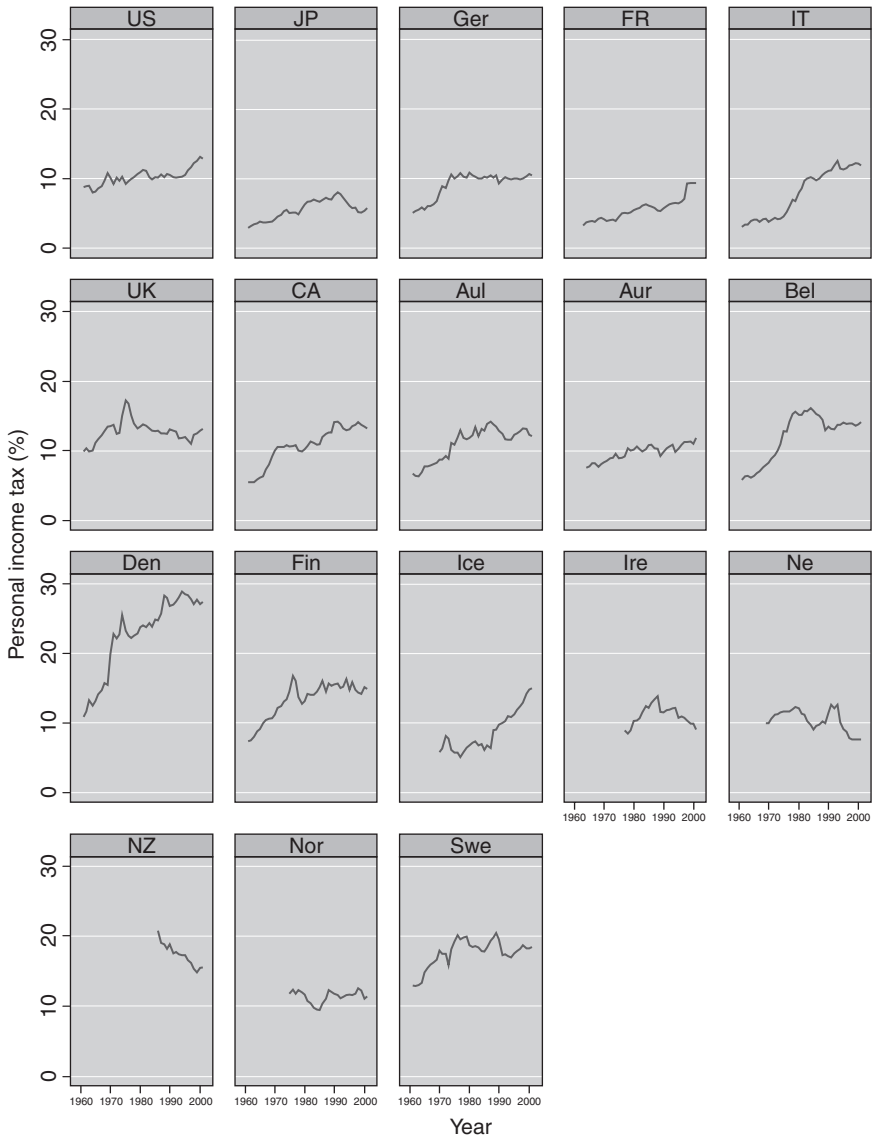 US JP Ger FR IT
30
20
10
0
UK CA Aul Aur Bel
30
20
10
0
Den Fin Ice Ire Ne
30
20
10
0
1960 1970 1980 1990 2000 1960 1970 1980 1990 2000
NZ Nor Swe
30
20
10
0
1960 1970 1980 1990 2000 1960 1970 1980 1990 2000 1960 1970 1980 1990 2000
Personal income tax (%)
Year